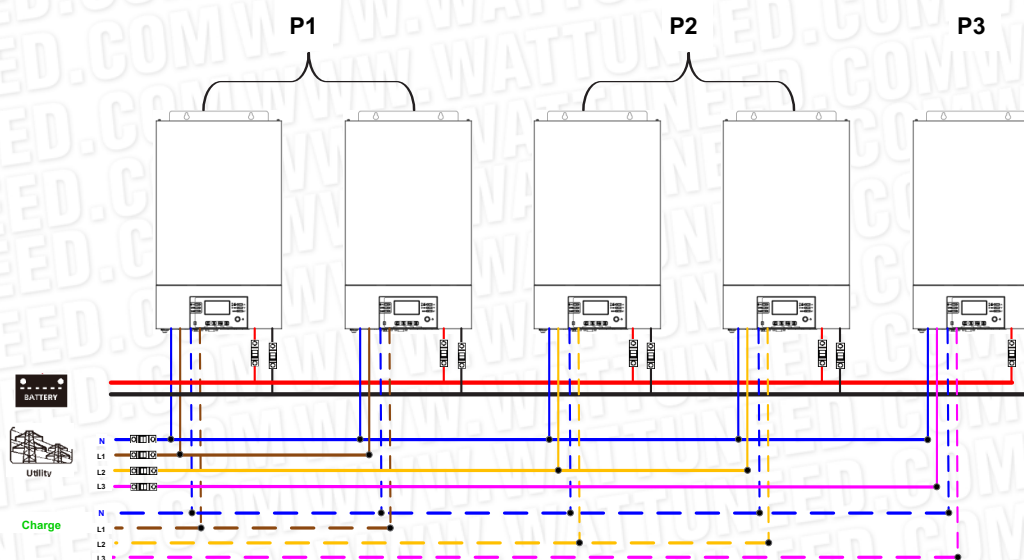 P1
P2
P3
WWW.WATTUNEED.COM
BATTERY
Utility
N
L1
L2
L3
Charge
N
L1
L2
L3